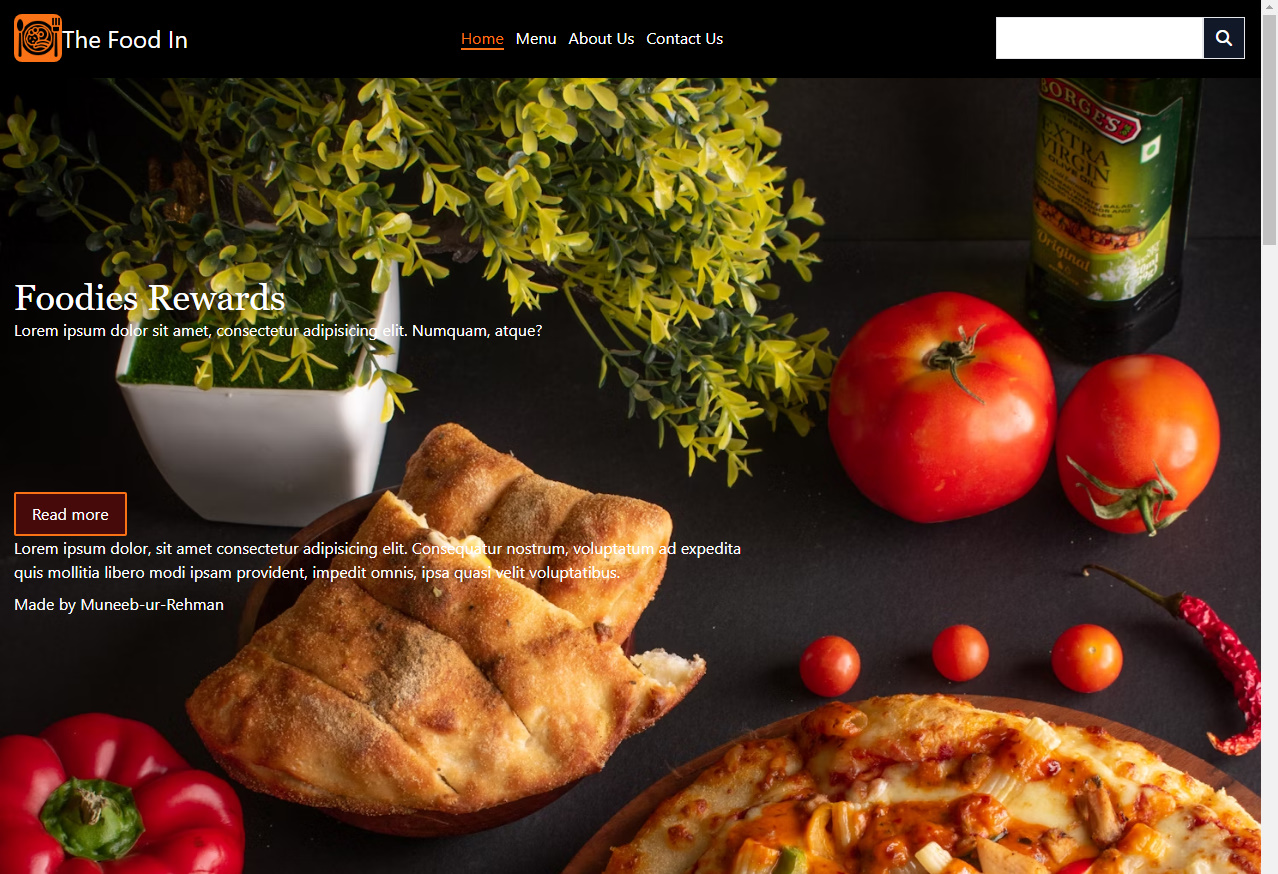 The Food In
Home Menu About Us Contact Us
BORGES
EXTRA
VIRGIN
OLIVE OIL
Original
Foodies Rewards
Lorem ipsum dolor sit amet, consectetur adipisicing elit. Numquam, atque?
Read more
Lorem ipsum dolor, sit amet consectetur adipisicing elit. Consequatur nostrum, voluptatum ad expedita
quis mollitia libero modi ipsam provident, impedit omnis, ipsa quasi velit voluptatibus.
Made by Muneeb-ur-Rehman